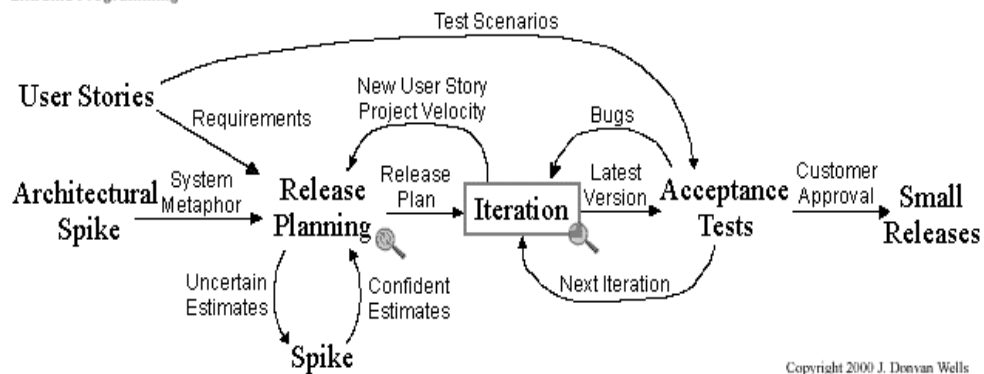 Test Scenarios
User Stories
New User Story
Project Velocity
Requirements
Bugs
Architectural
Spike
System
Metaphor
Release
Planning
Release
Plan
Iteration
Latest
Version
Acceptance
Tests
Customer
Approval
Small
Releases
Uncertain
Estimates
Confident
Estimates
Next Iteration
Spike
Copyright 2000 J. Donvan Wells